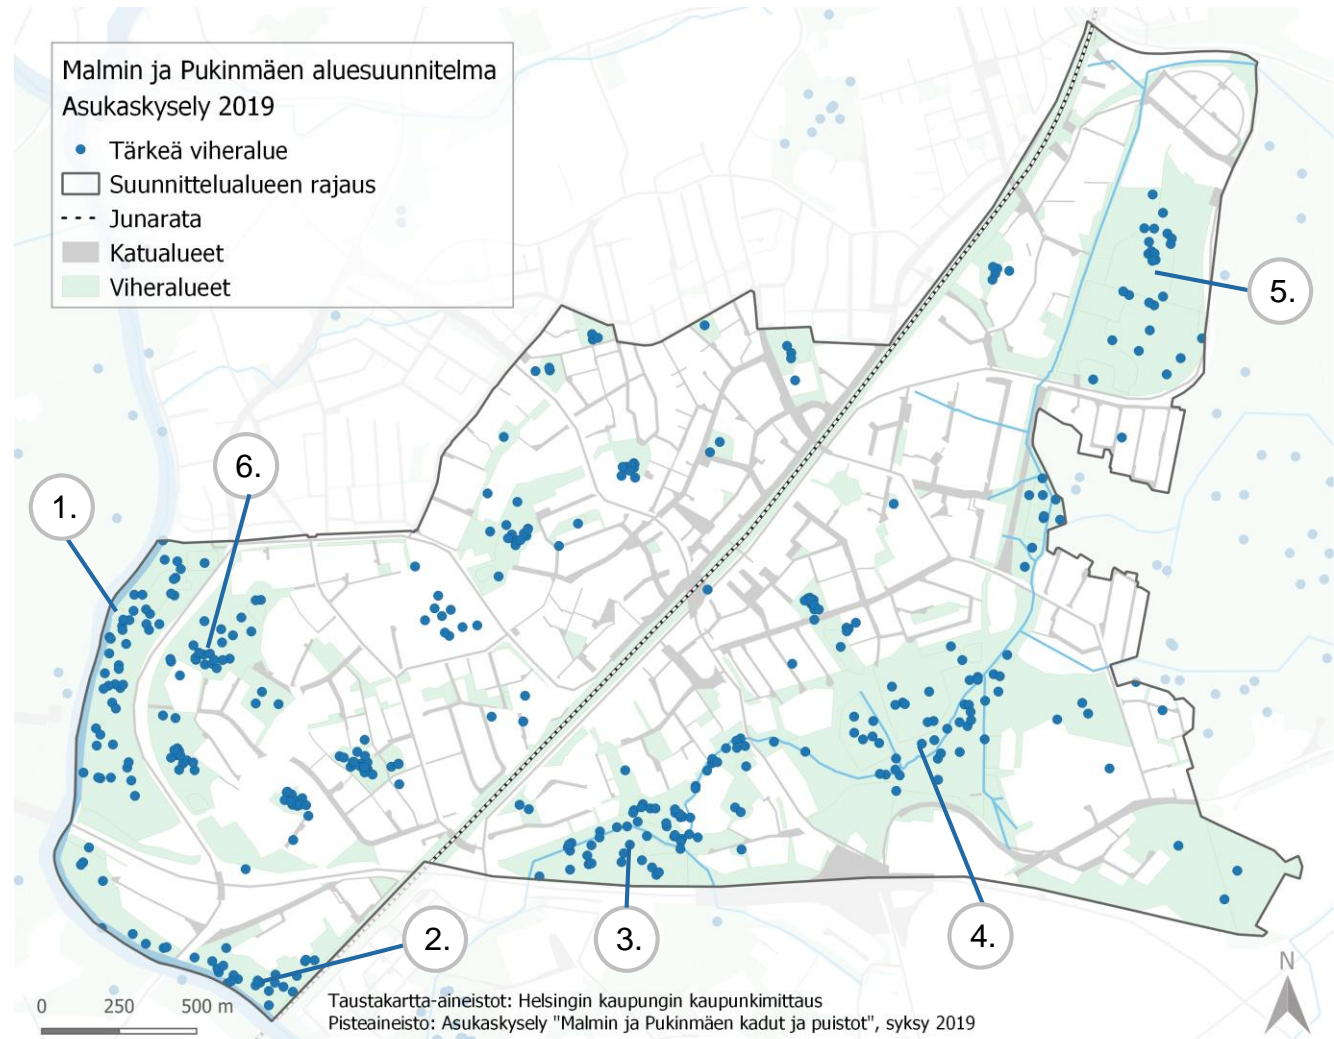 Malmin ja Pukinmäen aluesuunnitelma
Asukaskysely 2019
Tärkeä viheralue
Suunnittelualueen rajaus
Junarata
Katualueet
Viheralueet
5.
6.
1.
2.
3.
4.
N
0 250 500 m
Taustakartta-aineistot: Helsingin kaupungin kaupunkimittaus
Pisteaineisto: Asukaskysely "Malmin ja Pukinmäen kadut ja puistot", syksy 2019